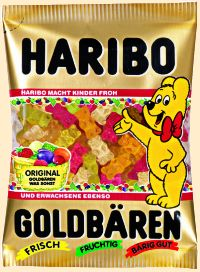 HARIBO
HARIBO MACHT KINDER FROH
ORIGINAL
GOLDBÄREN
WAS SONST
UND ERWACHSENE EBENSO
GOLDBÄREN
FRISCH
FRUCHTIG
BÄRIG GUT